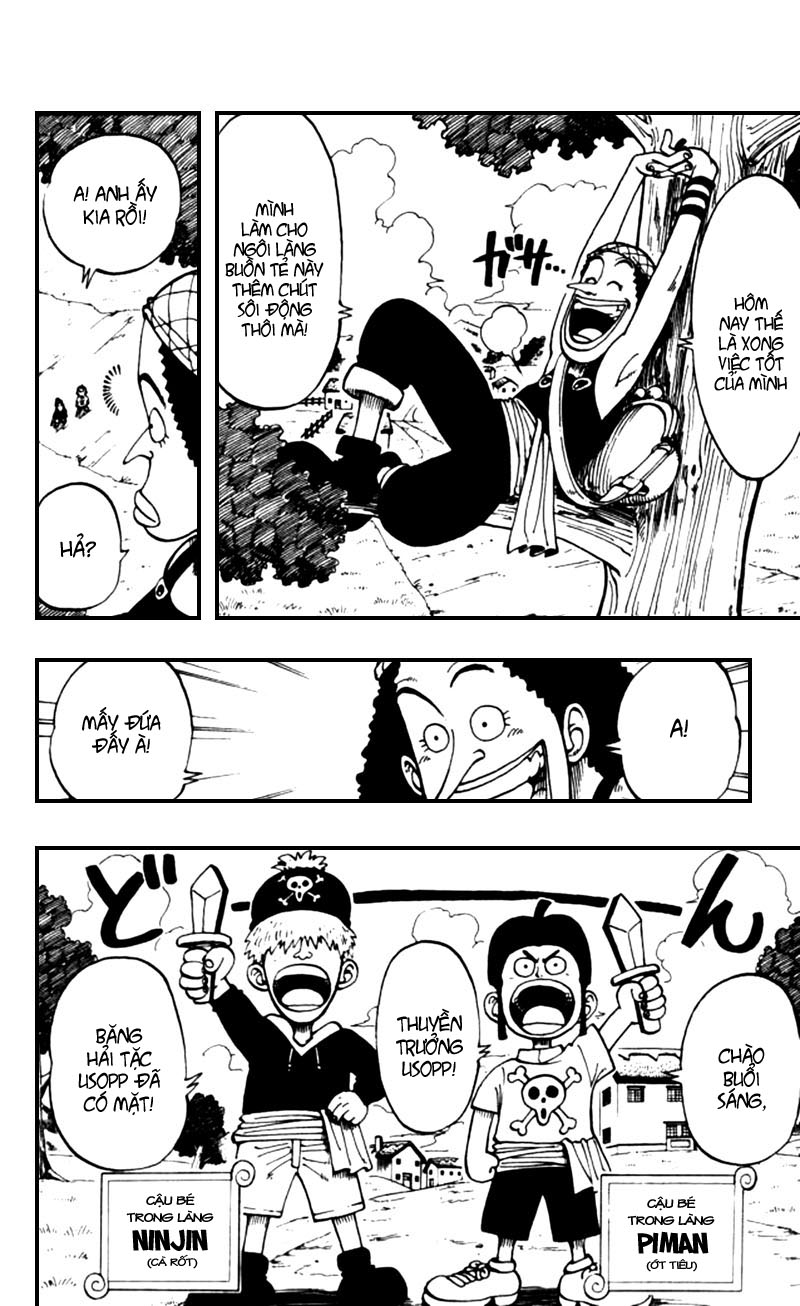 HÔM
NAY THẾ
LÀ XONG
VIỆC TỐT
CỦA MÌNH
ガサ...
MÌNH
LÀM CHO
NGÔI LÀNG
BUỒN TẺ NÀY
THÊM CHÚT
SÔI ĐỘNG
THÔI MÀ!
A! ANH ẤY
KIA RỒI!
HẢ?
A!
MẤY ĐỨA
ĐẤY À!
どーん
CHÀO
BUỔI
SÁNG,
THUYỀN
TRƯỞNG
USOPP!
BĂNG
HẢI TẶC
USOPP ĐÃ
CÓ MẶT!
CẬU BÉ
TRONG LÀNG
PIMAN
(ỚT TIÊU)
CẬU BÉ
TRONG LÀNG
NINJIN
(CÀ RỐT)